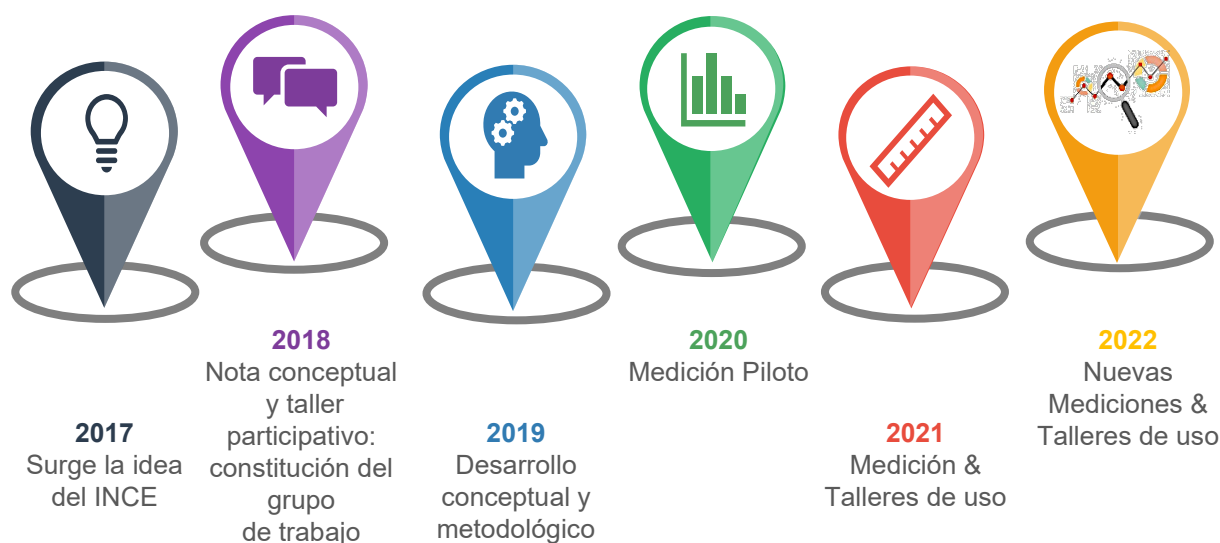 2017
Surge la idea
del INCE
2018
Nota conceptual
y taller
participativo:
constitución del
grupo
de trabajo
2019
Desarrollo
conceptual y
metodológico
2020
Medición Piloto
2021
Medición &
Talleres de uso
2022
Nuevas
Mediciones &
Talleres de uso